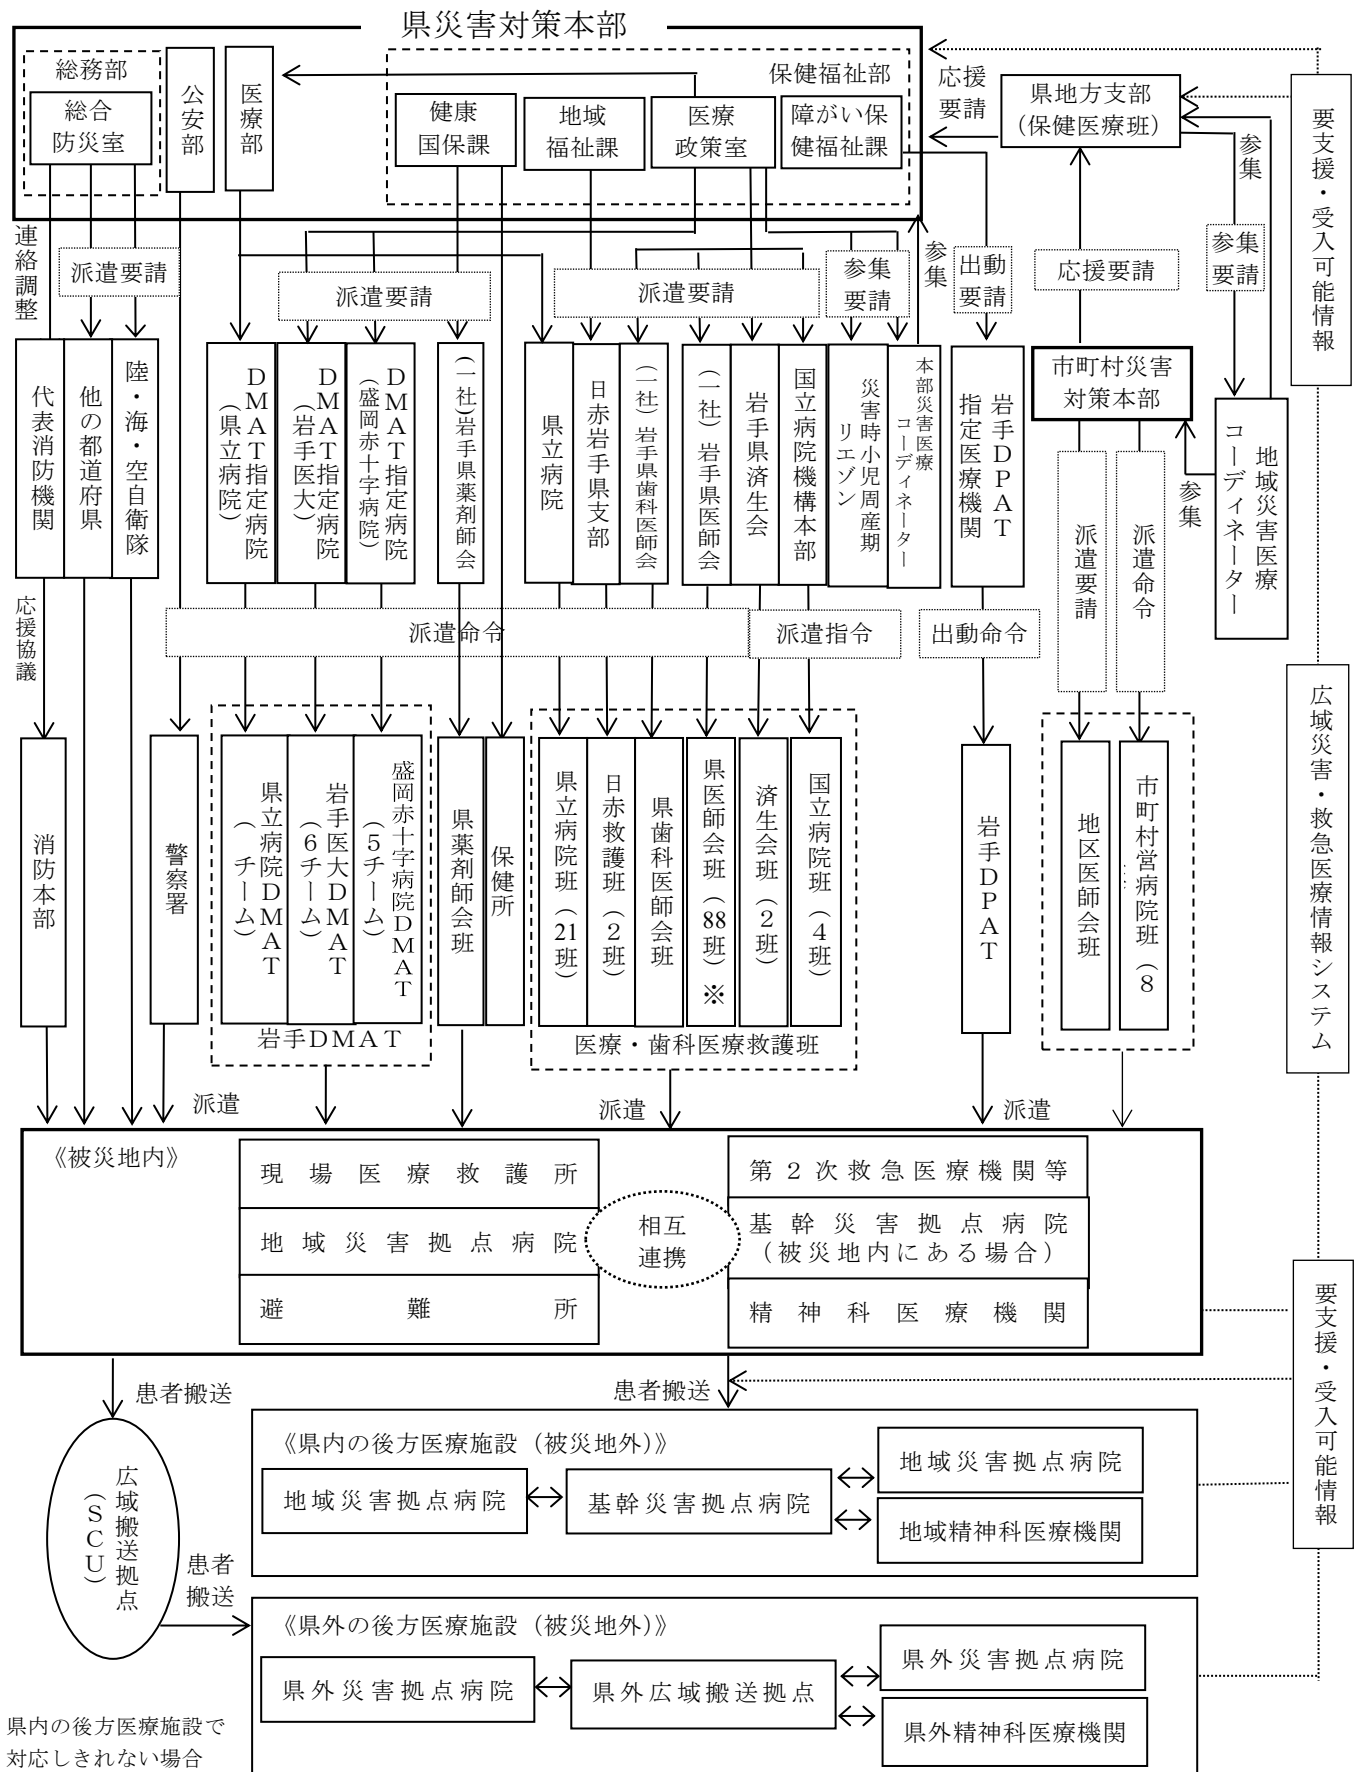 県災害対策本部
総務部
総合
防災室
公安部
医療部
保健福祉部
健康
国保課
地域
福祉課
医療
政策室
障がい保
健福祉課
応援
要請
県地方支部
(保健医療班)
参集
要支援・受入可能情報
連絡調整
派遣要請
派遣要請
派遣要請
参集
要請
参集
出動
要請
応援要請
参集
要請
代表消防機関
他の都道府県
陸・海・空自衛隊
DMAT指定病院
(県立病院)
DMAT指定病院
(岩手医大)
DMAT指定病院
(盛岡赤十字病院)
(一社)岩手県薬剤師会
県立病院
日赤岩手県支部
(一社)岩手県歯科医師会
(一社)岩手県医師会
岩手県済生会
国立病院機構本部
災害時小児周産期
リエゾン
本部災害医療
コーディネーター
岩手DPAT
指定医療機関
市町村災害
対策本部
地域災害医療
コーディネーター
参集
応援協議
派遣命令
派遣指令
出動命令
派遣要請
派遣命令
広域災害・救急医療情報システム
消防本部
警察署
県立病院DMAT
(チーム)
岩手医大DMAT
(6チーム)
盛岡赤十字病院DMAT
(5チーム)
岩手DMAT
県薬剤師会班
保健所
県立病院班(21班)
日赤救護班(2班)
県歯科医師会班
県医師会班(88班)※
済生会班(2班)
国立病院班(4班)
医療・歯科医療救護班
岩手DPAT
地区医師会班
市町村営病院班(8
派遣
派遣
派遣
《被災地内》
現場医療救護所
地域災害拠点病院
避難所
相互
連携
第2次救急医療機関等
基幹災害拠点病院
(被災地内にある場合)
精神科医療機関
要支援・受入可能情報
患者搬送
患者搬送
広域搬送拠点
(SCU)
《県内の後方医療施設(被災地外)》
地域災害拠点病院
基幹災害拠点病院
地域災害拠点病院
地域精神科医療機関
患者
搬送
《県外の後方医療施設(被災地外)》
県外災害拠点病院
県外広域搬送拠点
県外災害拠点病院
県外精神科医療機関
県内の後方医療施設で
対応しきれない場合